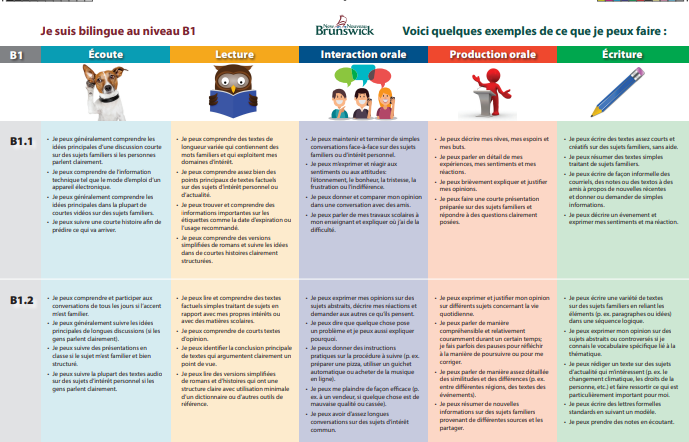 Je suis bilingue au niveau B1
New Nouveau
Brunswick
Voici quelques exemples de ce que je peux faire :
B1
Écoute
Lecture
Interaction orale
Production orale
Écriture
B1.1
• Je peux généralement comprendre les
idées principales d'une discussion courte
sur des sujets familiers si les personnes
parlent clairement.
• Je peux comprendre de l'information
technique tel que le mode d'emploi d'un
appareil électronique.
• Je peux généralement comprendre les
idées principales dans la plupart de
courtes vidéos sur des sujets familiers.
• Je peux suivre une courte histoire afin de
prédire ce qui va arriver.
• Je peux comprendre des textes de
longueur variée qui contiennent des
mots familiers et qui exploitent mes
domaines d'intérêt.
• Je peux comprendre assez bien des
points principaux de textes factuels
sur des sujets d'intérêt personnel ou
d'actualité.
• Je peux trouver et comprendre des
informations importantes sur les
étiquettes comme la date d'expiration ou
l'usage recommandé.
• Je peux comprendre des versions
simplifiées de romans et suivre les idées
dans de courtes histoires clairement
structurées.
• Je peux maintenir et terminer de simples
conversations face-à-face sur des sujets
familiers ou d'intérêt personnel.
• Je peux m'exprimer et réagir aux
sentiments ou aux attitudes:
l'étonnement, le bonheur, la tristesse, la
frustration ou l'indifférence.
• Je peux donner et comparer mon opinion
dans une conversation avec des amis.
• Je peux parler de mes travaux scolaires à
mon enseignant et expliquer où j'ai de la
difficulté.
• Je peux décrire mes rêves, mes espoirs et
mes buts.
• Je peux parler en détail de mes
expériences, mes sentiments et mes
réactions.
• Je peux brièvement expliquer et justifier
mes opinions.
• Je peux faire une courte présentation
préparée sur des sujets familiers et
répondre à des questions clairement
posées.
• Je peux écrire des textes assez courts et
créatifs sur des sujets familiers, sans aide.
• Je peux résumer des textes simples
traitant de sujets familiers.
• Je peux écrire de façon informelle des
courriels, des notes ou des textos à des
amis à propos de nouvelles récentes
et donner ou demander de simples
informations.
• Je peux décrire un événement et
exprimer mes sentiments et ma réaction.
B1.2
• Je peux comprendre et participer aux
conversations de tous les jours si l'accent
m'est familier.
• Je peux généralement suivre les idées
principales de longues discussions (si les
gens parlent clairement).
• Je peux suivre des présentations en
classe si le sujet m'est familier et bien
structuré.
• Je peux suivre la plupart des textes audio
sur des sujets d'intérêt personnel si les
gens parlent clairement.
• Je peux lire et comprendre des textes
factuels simples traitant de sujets en
rapport avec mes propres intérêts ou
avec des matières scolaires.
• Je peux comprendre de courts textes
d'opinion.
• Je peux identifier la conclusion principale
de textes qui argumentent clairement un
point de vue.
• Je peux lire des versions simplifiées
de romans et d'histoires qui ont une
structure claire avec utilisation minimale
d'un dictionnaire ou d'autres outils de
référence.
• Je peux exprimer mes opinions sur des
sujets abstraits, décrire mes réactions et
demander aux autres ce qu'ils pensent.
• Je peux dire que quelque chose pose
un problème et je peux aussi expliquer
pourquoi.
• Je peux donner des instructions
pratiques sur la procédure à suivre (p. ex.
préparer une pizza, utiliser un guichet
automatique ou acheter de la musique
en ligne).
• Je peux me plaindre de façon efficace (p.
ex. à un vendeur, si quelque chose est de
mauvaise qualité ou cassée).
• Je peux avoir d'assez longues
conversations sur des sujets d'intérêt
commun.
• Je peux exprimer et justifier mon opinion
sur différents sujets concernant la vie
quotidienne.
• Je peux parler de manière
compréhensible et relativement
couramment durant un certain temps;
je fais parfois des pauses pour réfléchir
à la manière de poursuivre ou pour me
corriger.
• Je peux parler de manière assez détaillée
des similitudes et des différences (p. ex.
entre différentes régions, des textes des
événements).
• Je peux résumer de nouvelles
informations sur des sujets familiers
provenant de différentes sources et les
partager.
• Je peux écrire une variété de textes
sur des sujets familiers en reliant les
éléments (p. ex. paragraphes ou idées)
dans une séquence logique.
• Je peux exprimer mon opinion sur des
sujets abstraits ou controversés si je
connais le vocabulaire spécifique lié à la
thématique.
• Je peux rédiger un texte sur des sujets
d'actualité qui m'intéressent (p. ex. le
changement climatique, les droits de la
personne, etc.) et faire ressortir ce qui est
particulièrement important pour moi.
• Je peux écrire des lettres formelles
standards en suivant un modèle.
• Je peux prendre des notes en écoutant.